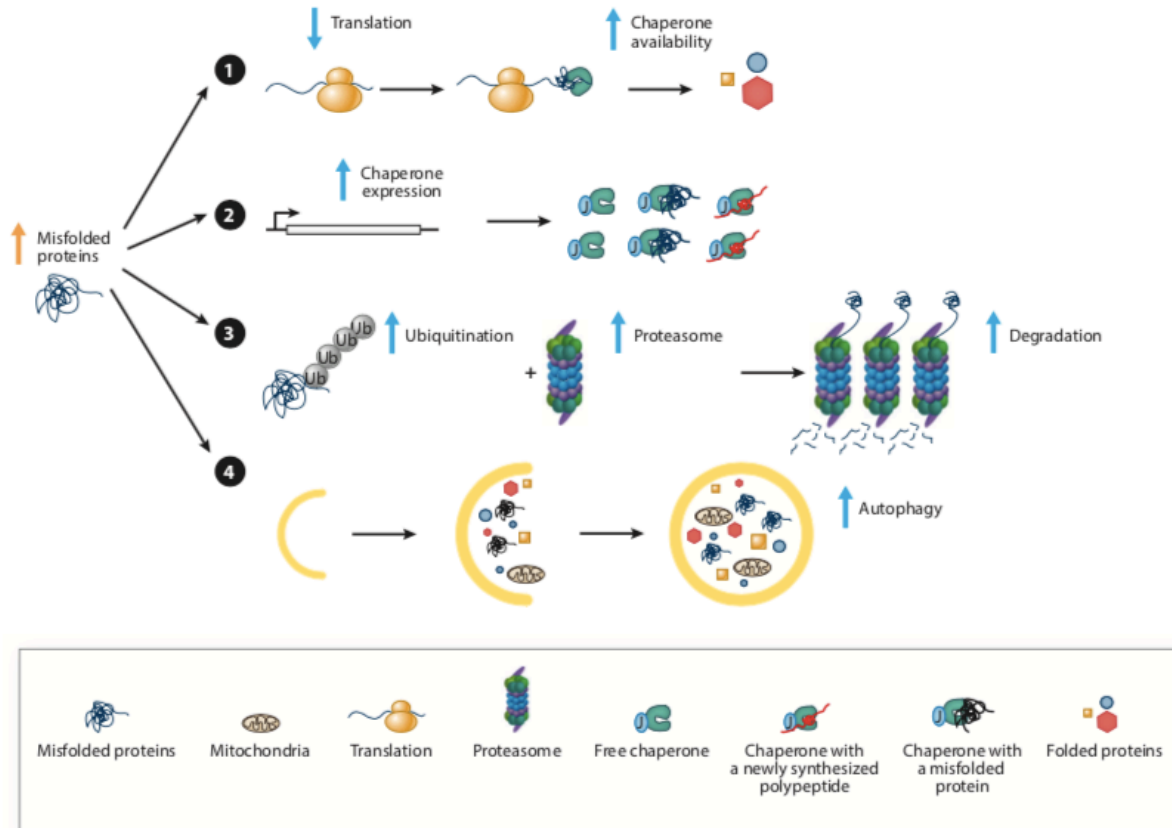 Translation
Chaperone
availability
1
Chaperone
expression
2
J J J
J J J
Misfolded
proteins
3
Ub
Ub
Ub
Ub
Ubiquitination
+
Proteasome
Degradation
4
Autophagy
J J J
Misfolded proteins
Mitochondria
Translation
Proteasome
Free chaperone
Chaperone with
a newly synthesized
polypeptide
Chaperone with
a misfolded
protein
Folded proteins